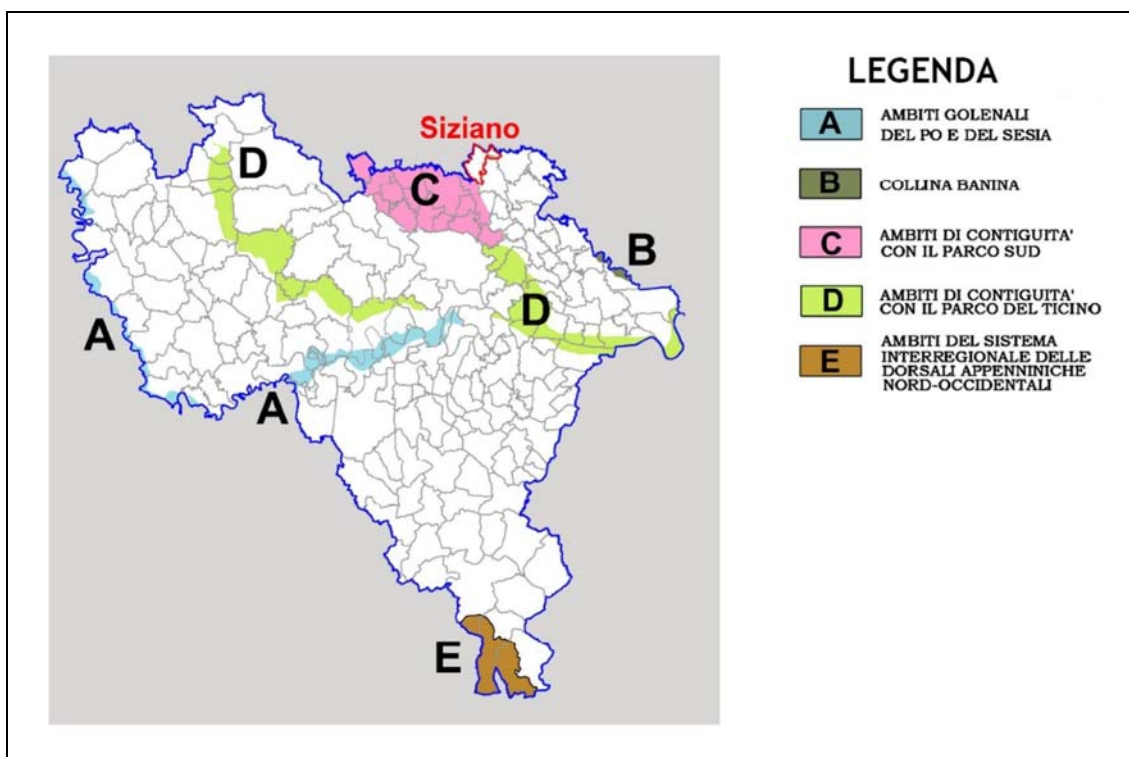 LEGENDA
Siziano
A
AMBITI GOLENALI
DEL PO E DEL SESIA
D
C
B
COLLINA BANINA
C
AMBITI DI CONTIGUITA'
CON IL PARCO SUD
B
D
AMBITI DI CONTIGUITA'
CON IL PARCO DEL TICINO
A
D
E
AMBITI DEL SISTEMA
INTERREGIONALE DELLE
DORSALI APPENNINICHE
NORD-OCCIDENTALI
A
E